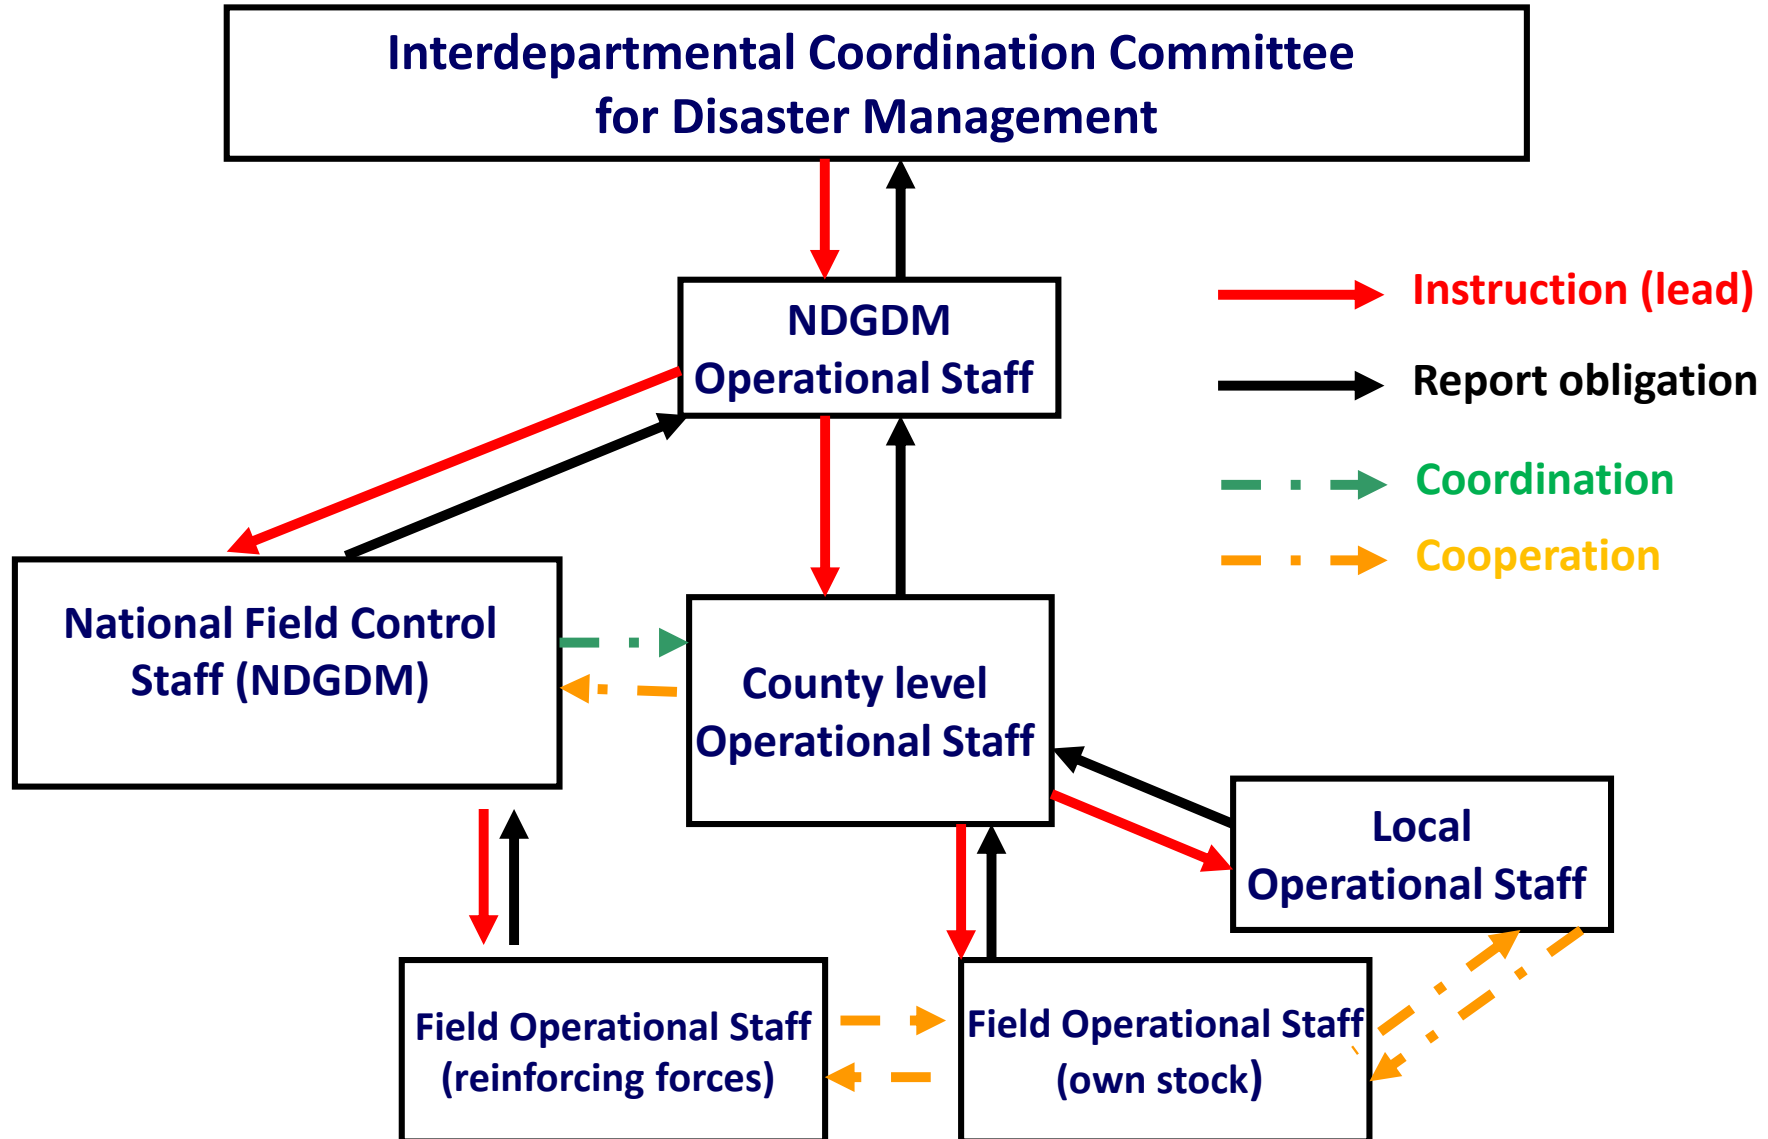 Interdepartmental Coordination Committee
for Disaster Management
NDGDM
Operational Staff
Instruction (lead)
Report obligation
Coordination
Cooperation
National Field Control
Staff (NDGDM)
County level
Operational Staff
Local
Operational Staff
Field Operational Staff
(reinforcing forces)
Field Operational Staff
(own stock)